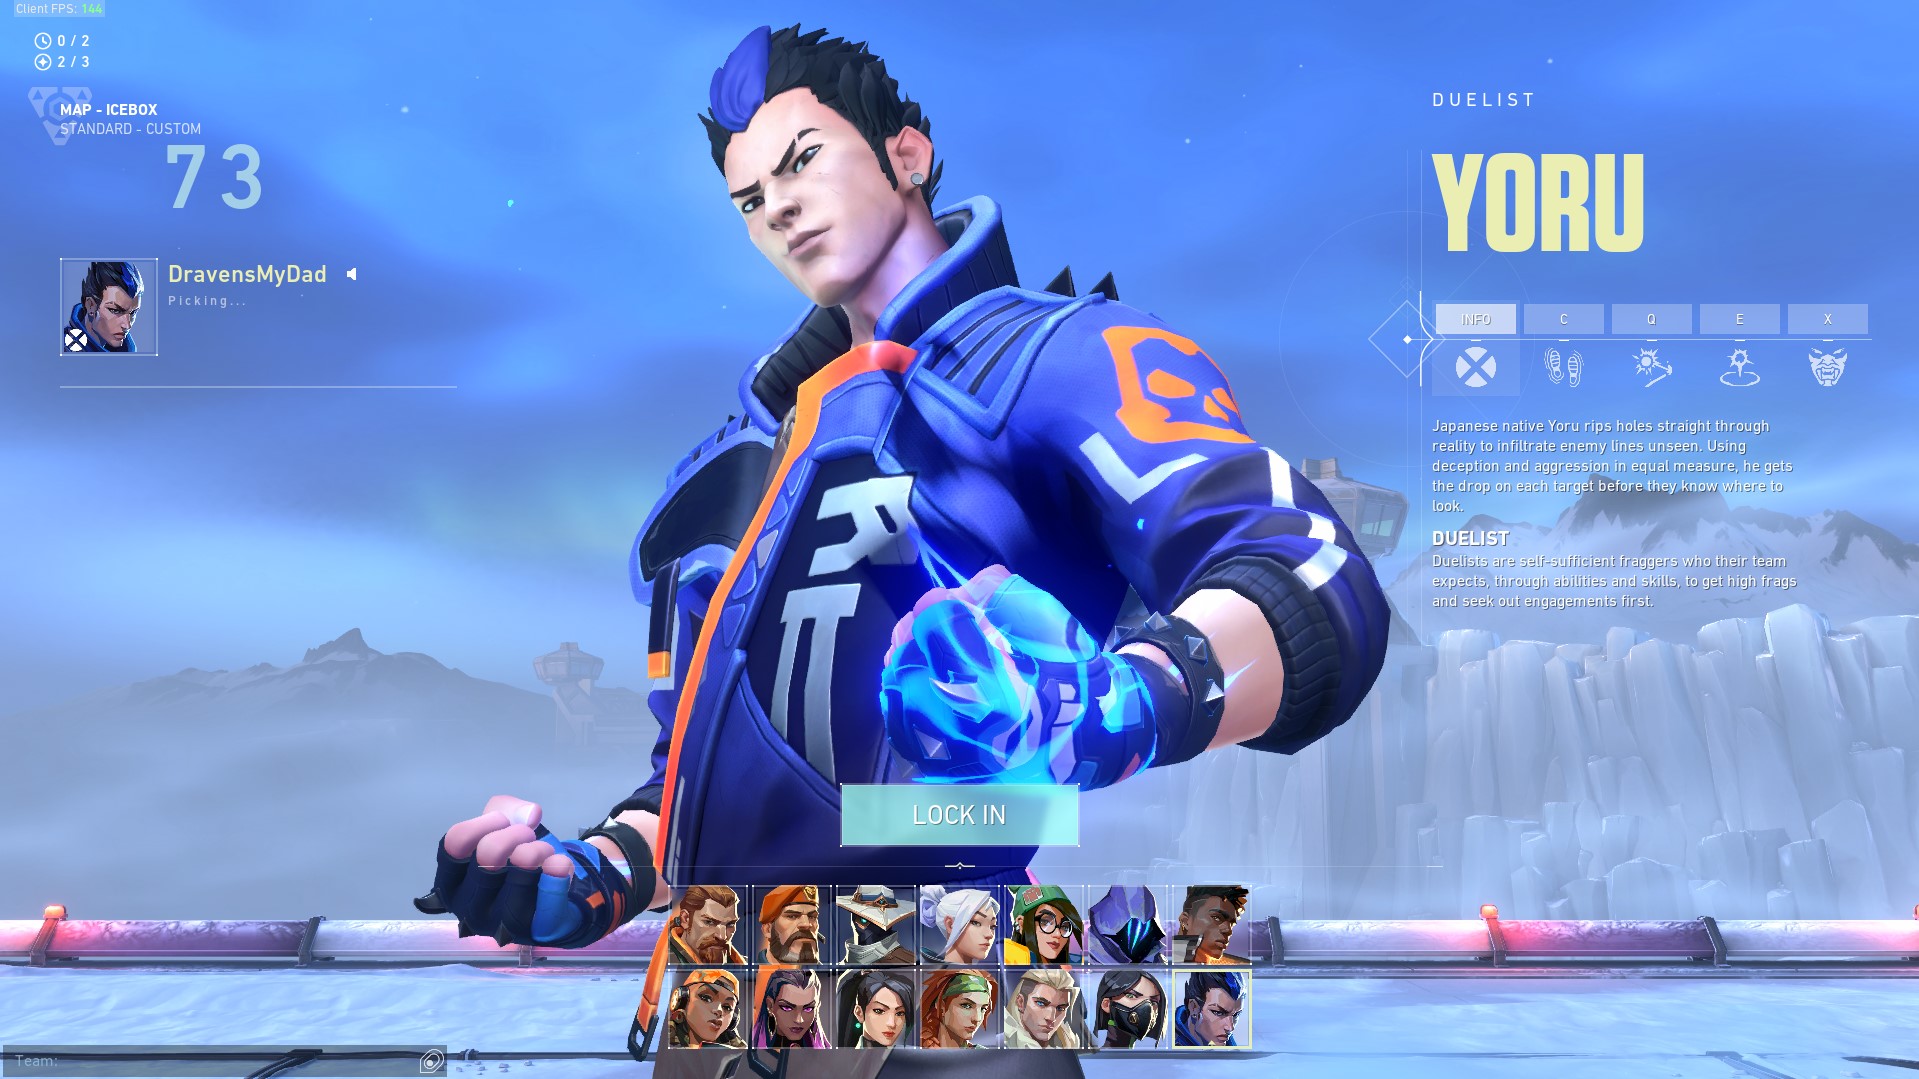 Client FPS: 144
0 / 2
2 / 3
MAP - ICEBOX
STANDARD - CUSTOM
73
DravensMyDad
Picking...
DUELIST
YORU
INFO
C
Q
E
X
Japanese native Yoru rips holes straight through
reality to infiltrate enemy lines unseen. Using
deception and aggression in equal measure, he gets
the drop on each target before they know where to
look.
DUELIST
Duelists are self-sufficient fraggers who their team
expects, through abilities and skills, to get high frags
and seek out engagements first.
LOCK IN
Team: